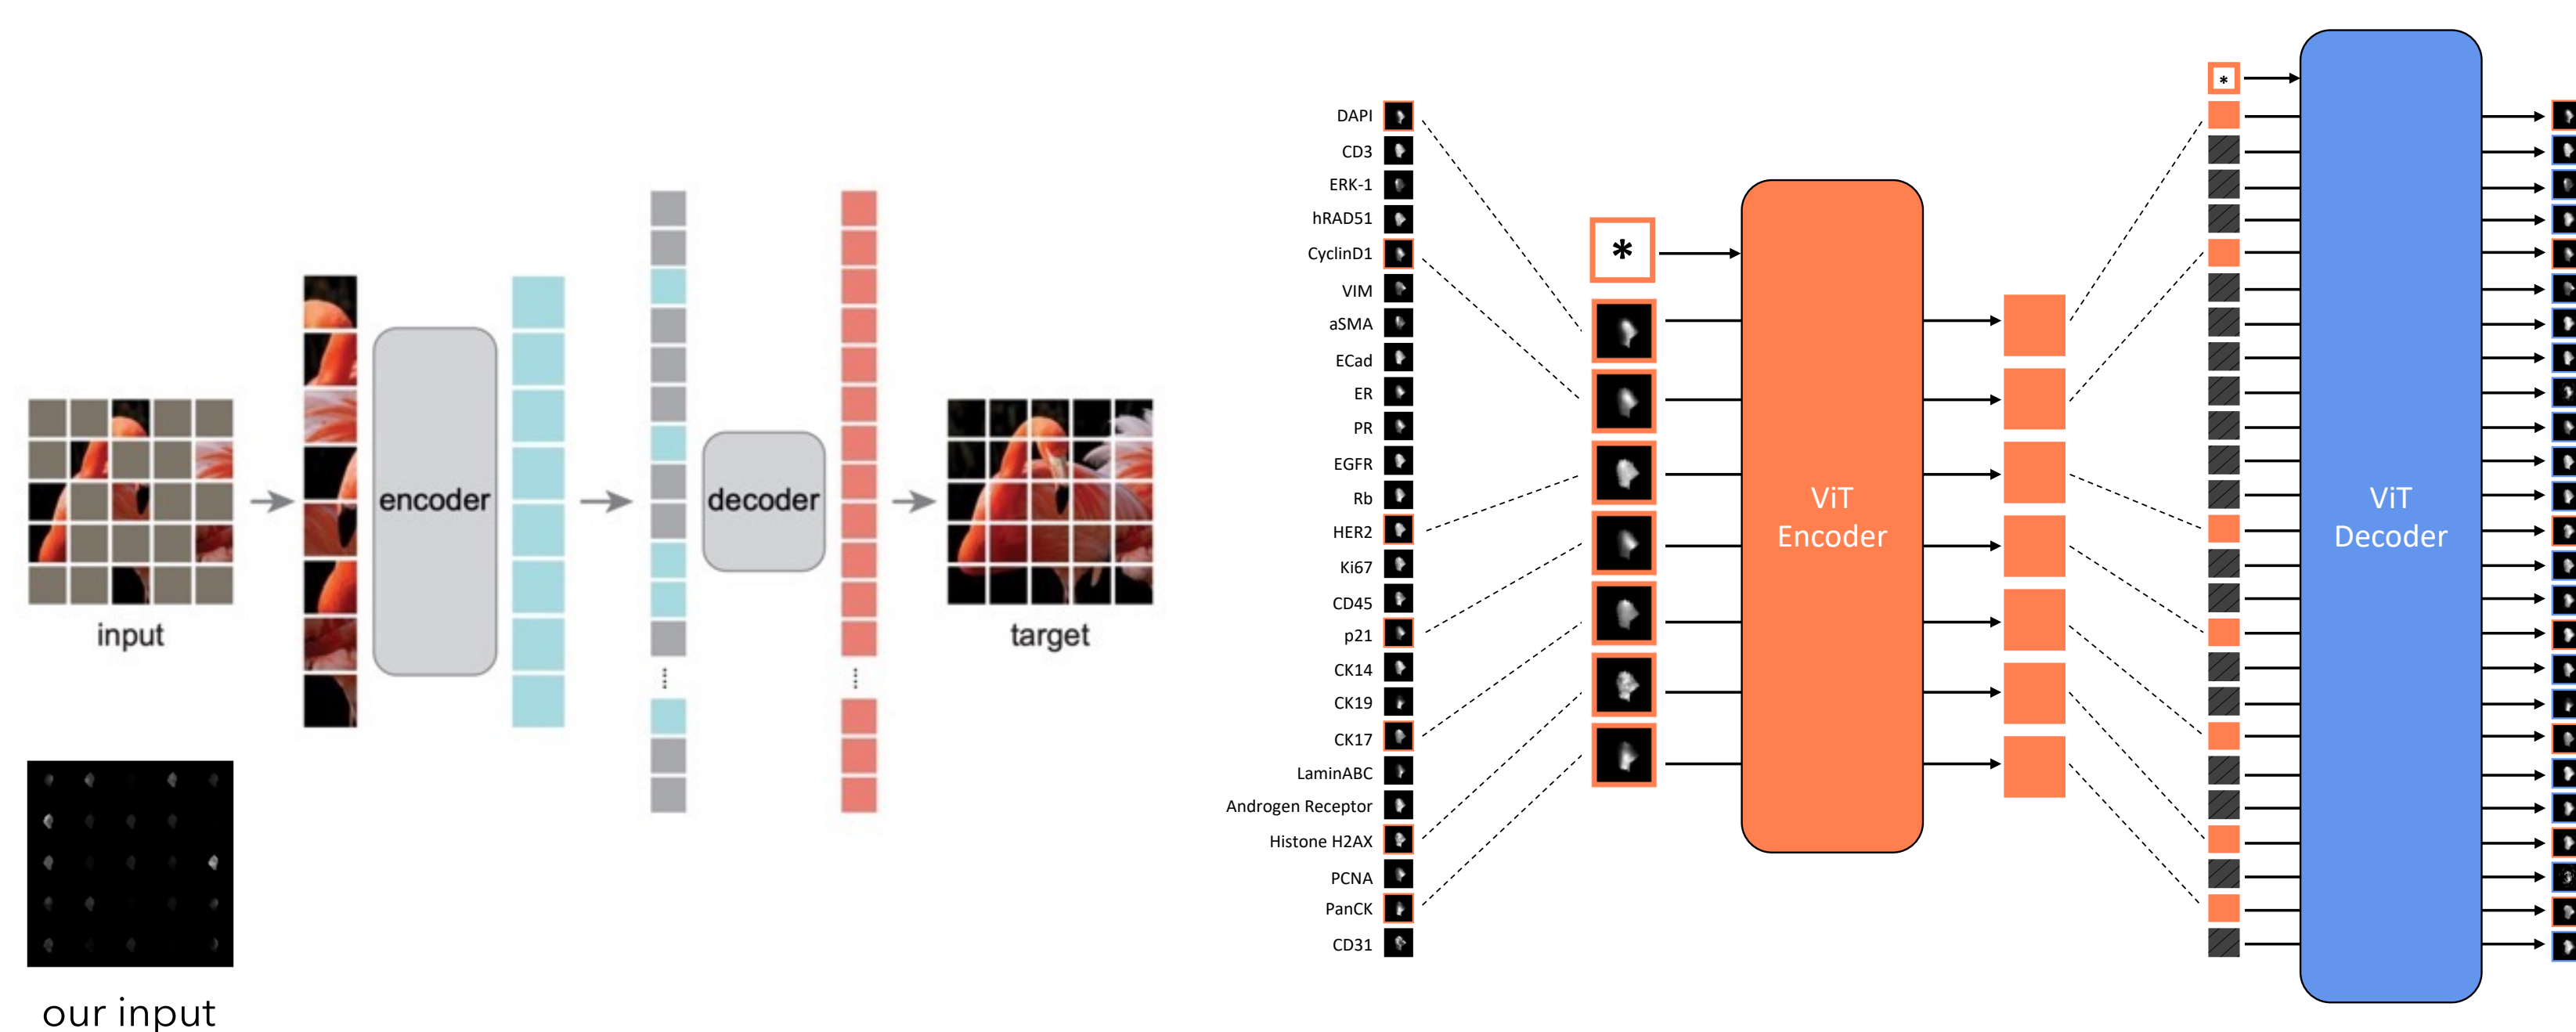 input
encoder
decoder
target
our input
DAPI
CD3
ERK-1
hRAD51
CyclinD1
VIM
aSMA
ECad
ER
PR
EGFR
Rb
HER2
Ki67
CD45
p21
CK14
CK19
CK17
LaminABC
Androgen Receptor
Histone H2AX
PCNA
PanCK
CD31
*
ViT
Encoder
*
ViT
Decoder